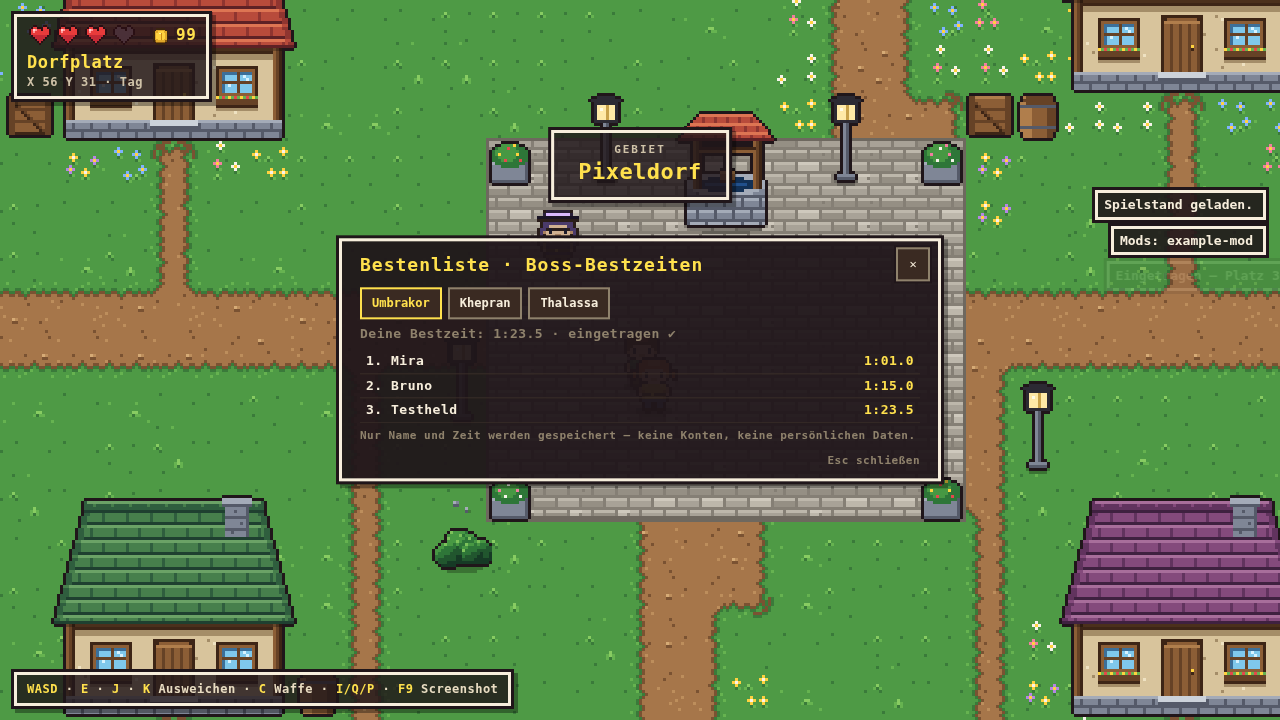 99
Dorfplatz
X 56 Y 31 · Tag
GEBIET
Pixeldorf
Spielstand geladen.
Mods: example-mod
Eingetragen — Platz 3
Bestenliste · Boss-Bestzeiten
×
Umbrakor
Khepran
Thalassa
Deine Bestzeit: 1:23.5 · eingetragen ✓
1. Mira 1:01.0
2. Bruno 1:15.0
3. Testheld 1:23.5
Nur Name und Zeit werden gespeichert — keine Konten, keine persönlichen Daten.
Esc schließen
WASD · E · J · K Ausweichen · C Waffe · I/Q/P · F9 Screenshot